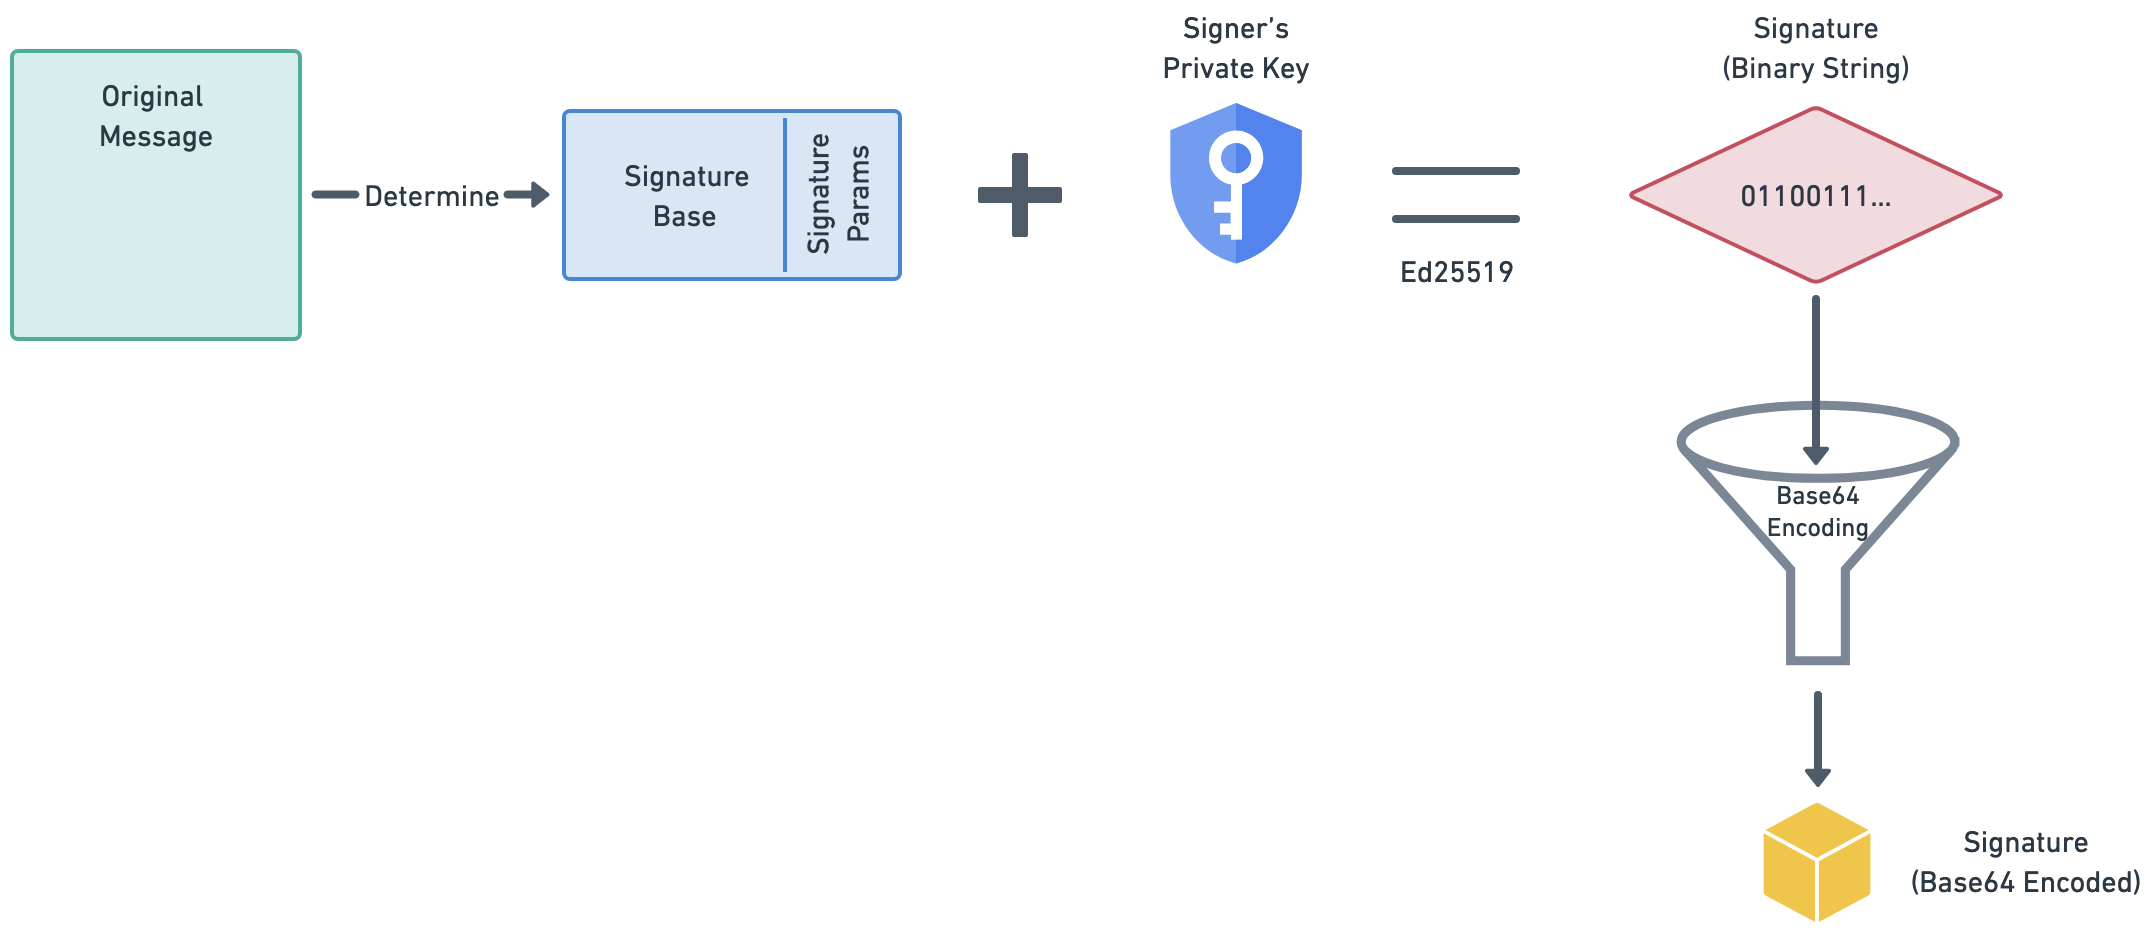 Original
Message
Determine
Signature
Base
Signature
Params
Signer’s
Private Key
Ed25519
Signature
(Binary String)
01100111...
Base64
Encoding
Signature
(Base64 Encoded)